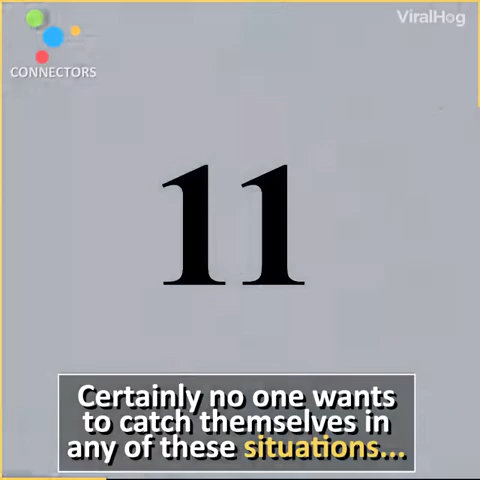 ViralHog
CONNECTORS
11
Certainly no one wants
to catch themselves in
any of these situations...